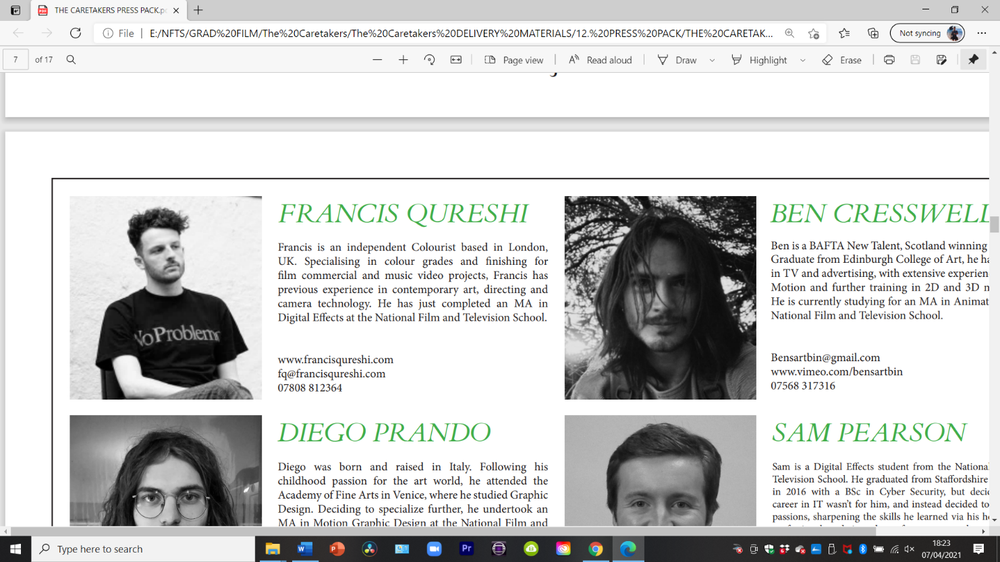 THE CARETAKERS PRESS PACK.p
File
E:/NFTS/GRAD%20FILM/The%20Caretakers/The%20Caretakers%20DELIVERY%20MATERIALS/12.%20PRESS%20PACK/THE%20CARETAK...
Not syncing
7 of 17
Page view
Read aloud
Draw
Highlight
Erase
FRANCIS QURESHI
Francis is an independent Colourist based in London,
UK. Specialising in colour grades and finishing for
film commercial and music video projects, Francis has
previous experience in contemporary art, directing and
camera technology. He has just completed an MA in
Digital Effects at the National Film and Television School.
www.francisqureshi.com
fq@francisqureshi.com
07808 812364
NoProblemo
BEN CRESSWELL
Ben is a BAFTA New Talent, Scotland winning
Graduate from Edinburgh College of Art, he ha
in TV and advertising, with extensive experien
Motion and further training in 2D and 3D m
He is currently studying for an MA in Animat
National Film and Television School.
Bensartbin@gmail.com
www.vimeo.com/bensartbin
07568 317316
DIEGO PRANDO
Diego was born and raised in Italy. Following his
childhood passion for the art world, he attended the
Academy of Fine Arts in Venice, where he studied Graphic
Design. Deciding to specialize further, he undertook an
MA in Motion Graphic Design at the National Film and
SAM PEARSON
Sam is a Digital Effects student from the National
Television School. He graduated from Staffordshire
in 2016 with a BSc in Cyber Security, but deci
career in IT wasn't for him, and instead decided to
passions, sharpening the skills he learned via his h
Type here to search
18:23
07/04/2021